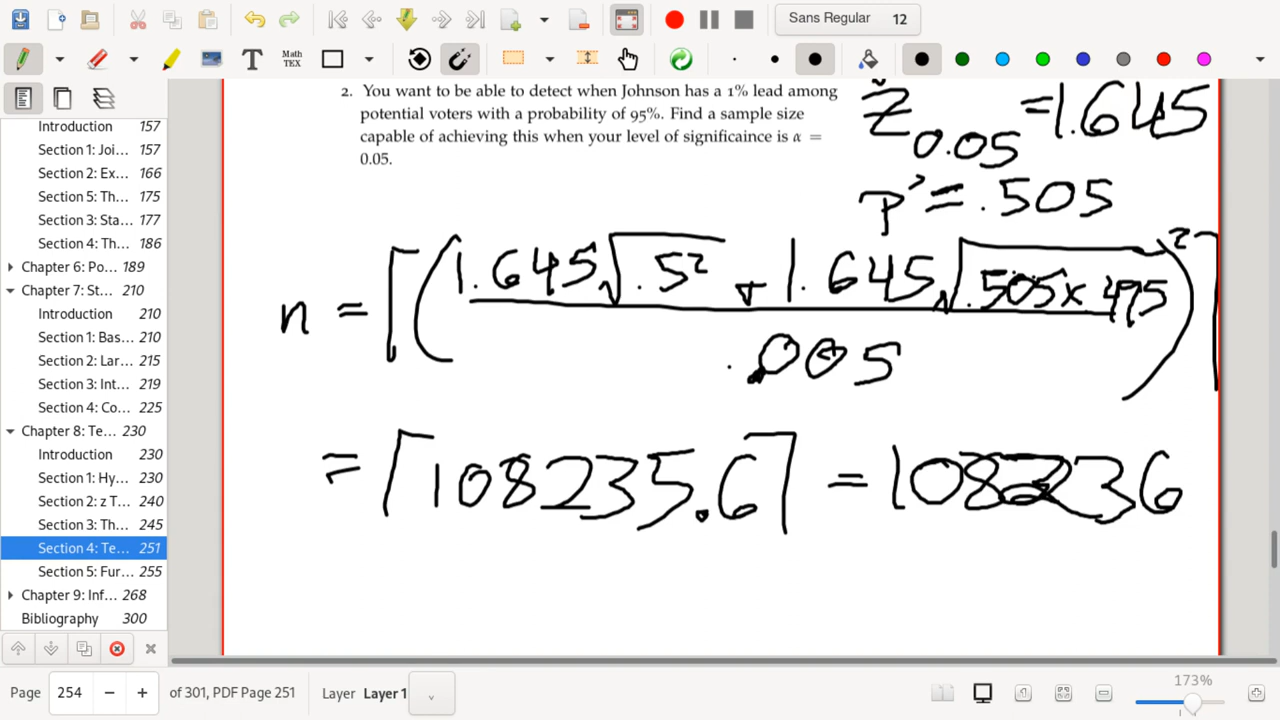 Sans Regular 12
T Math TEX
Introduction 157
Section 1: Joi... 157
Section 2: Ex... 166
Section 5: Th... 175
Section 3: Sta... 177
Section 4: Th... 186
Chapter 6: Po... 189
Chapter 7: St... 210
Introduction 210
Section 1: Bas... 210
Section 2: Lar... 215
Section 3: Int... 219
Section 4: Co... 225
Chapter 8: Te... 230
Introduction 230
Section 1: Hy... 230
Section 2: z T... 240
Section 3: Th... 245
Section 4: Te... 251
Section 5: Fur... 255
Chapter 9: Inf... 268
Bibliography 300
2. You want to be able to detect when Johnson has a 1% lead among
potential voters with a probability of 95%. Find a sample size
capable of achieving this when your level of significaince is α =
0.05.
z 0.05 = 1.645
p' = .505
n = ⌈( (1.645√.5² + 1.645√.505×.495) / .005 )²⌉
= ⌈108235.6⌉ = 108236
Page 254 of 301, PDF Page 251 Layer Layer 1 173%